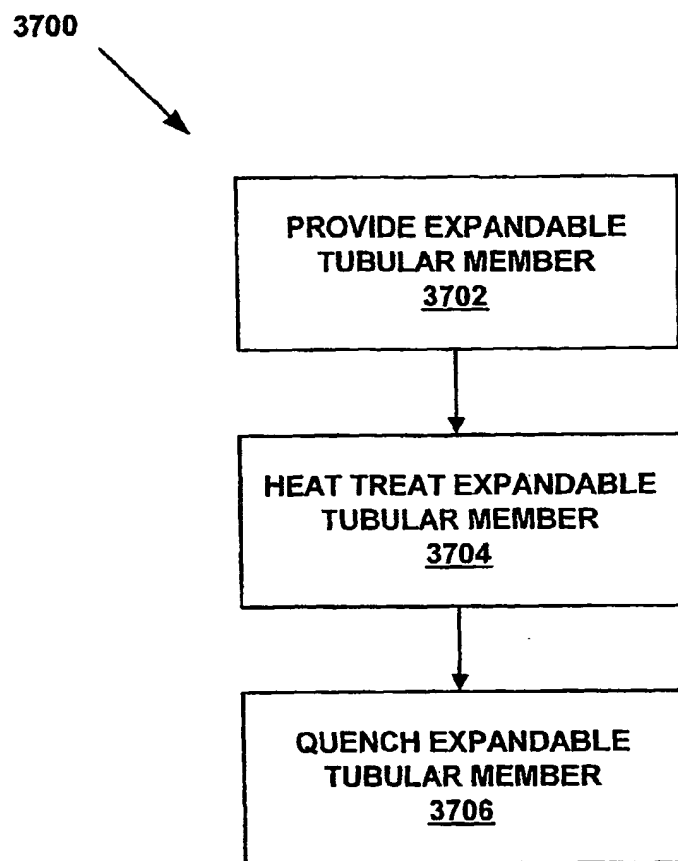 3700
PROVIDE EXPANDABLE
TUBULAR MEMBER
3702
HEAT TREAT EXPANDABLE
TUBULAR MEMBER
3704
QUENCH EXPANDABLE
TUBULAR MEMBER
3706